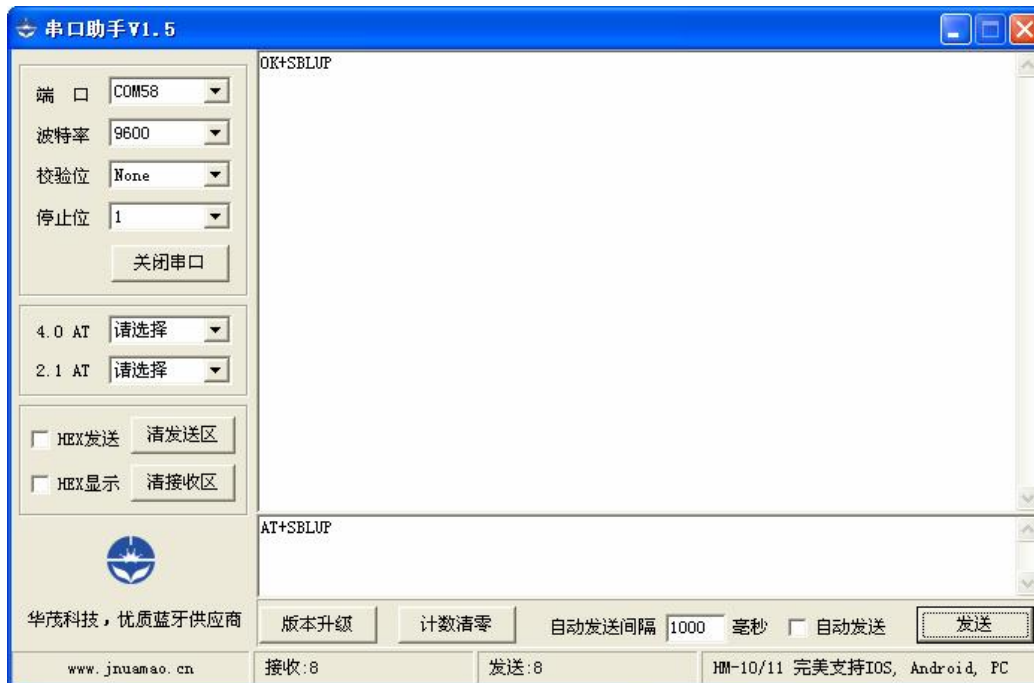 串口助手V1.5
端 口 COM58
波特率 9600
校验位 None
停止位 1
关闭串口
4.0 AT 请选择
2.1 AT 请选择
HEX发送 清发送区
HEX显示 清接收区
华茂科技，优质蓝牙供应商
www.jnuamao.cn
OK+SBLUP
AT+SBLUP
版本升级 计数清零 自动发送间隔 1000 毫秒 自动发送 发送
接收:8 发送:8 HM-10/11 完美支持IOS, Android, PC